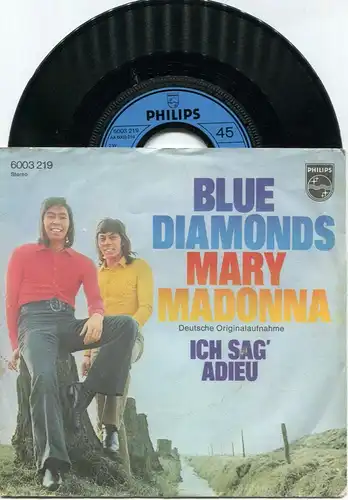 PHILIPS
6003 219
45
6003 219
Stereo
PHILIPS
BLUE
DIAMONDS
MARY
MADONNA
Deutsche Originalaufnahme
ICH SAG'
ADIEU